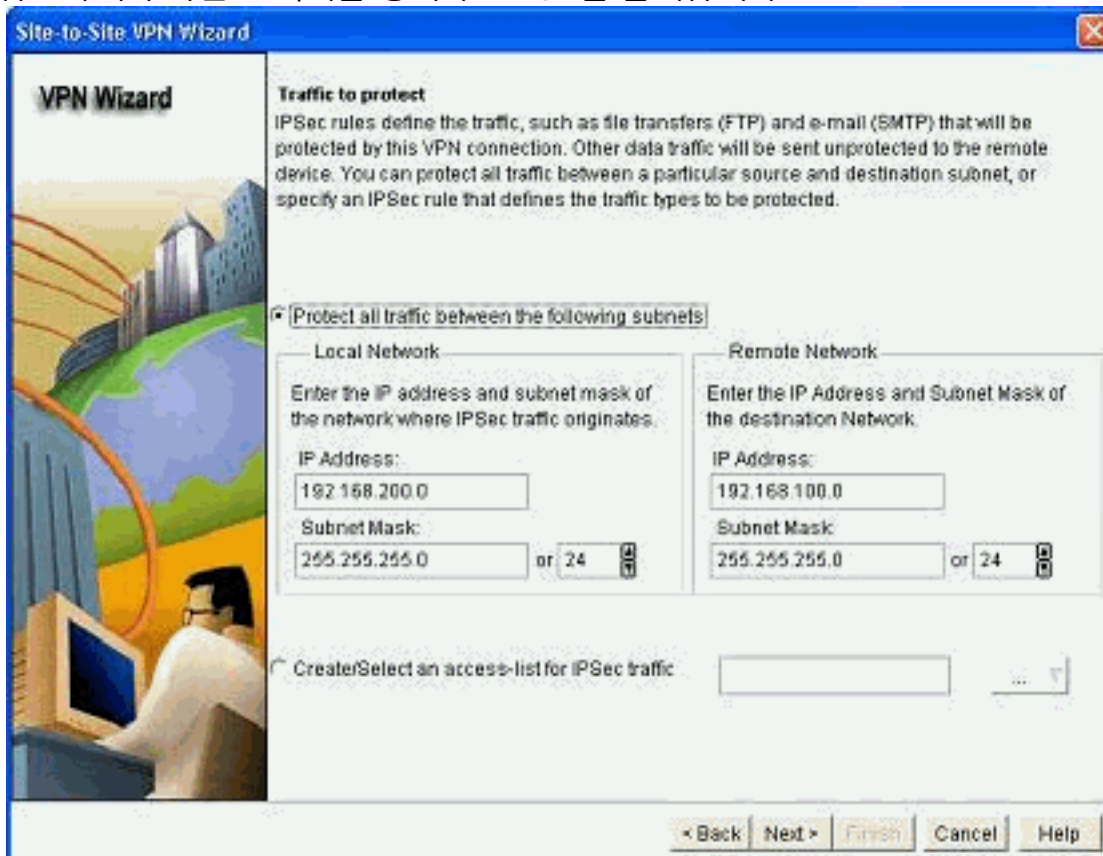 Site-to-Site VPN Wizard
VPN Wizard
Traffic to protect
IPSec rules define the traffic, such as file transfers (FTP) and e-mail (SMTP) that will be
protected by this VPN connection. Other data traffic will be sent unprotected to the remote
device. You can protect all traffic between a particular source and destination subnet, or
specify an IPSec rule that defines the traffic types to be protected.
Protect all traffic between the following subnets
Local Network
Enter the IP address and subnet mask of
the network where IPSec traffic originates.
IP Address:
192.168.200.0
Subnet Mask:
255.255.255.0 or 24
Remote Network
Enter the IP Address and Subnet Mask of
the destination Network.
IP Address:
192.168.100.0
Subnet Mask:
255.255.255.0 or 24
Create/Select an access-list for IPSec traffic
...
< Back Next > Finish Cancel Help